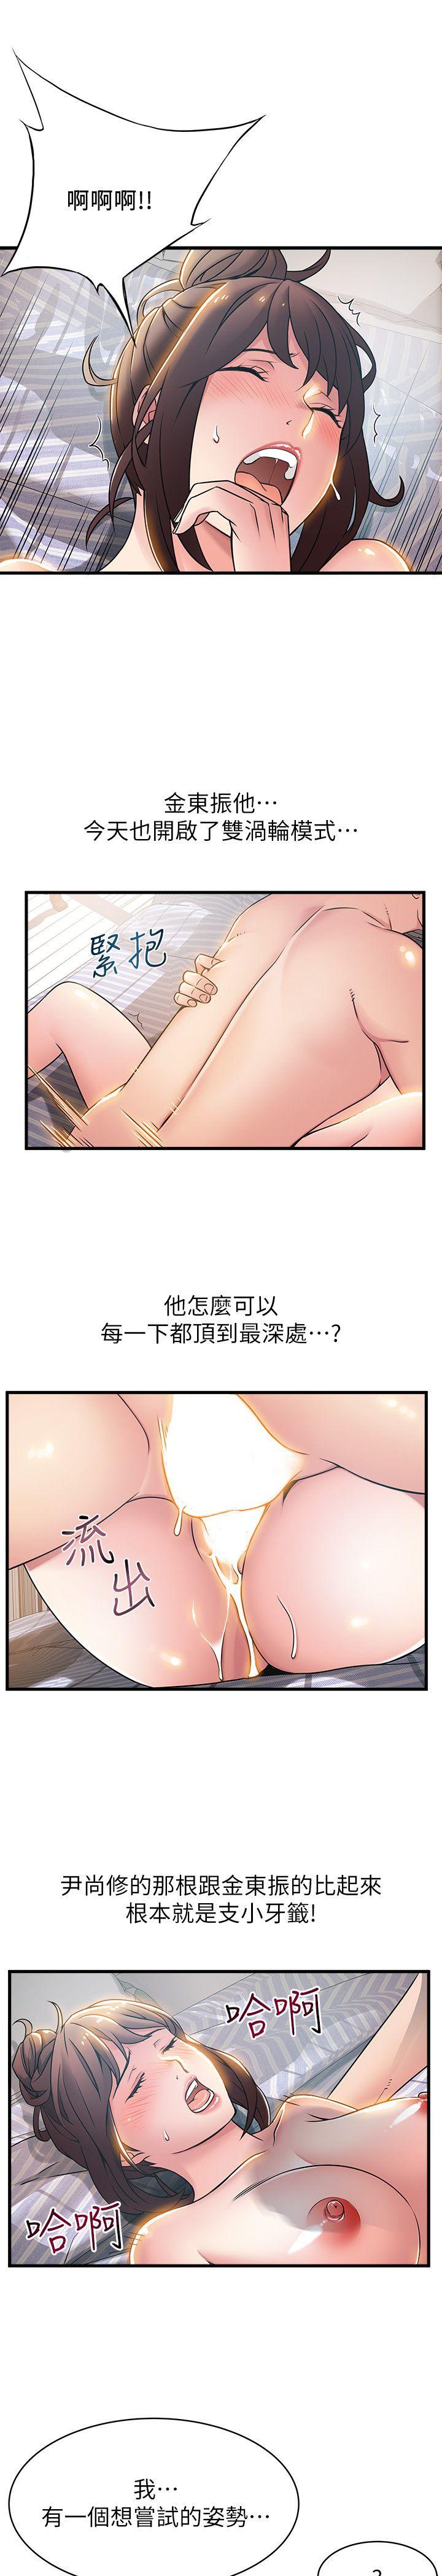 啊啊啊!!
金東振他…
今天也開啟了雙渦輪模式…
緊抱
他怎麼可以
每一下都頂到最深處…?
流出
尹尚修的那根跟金東振的比起來
根本就是支小牙籤!
哈啊
哈啊
我…
有一個想嘗試的姿勢…
?